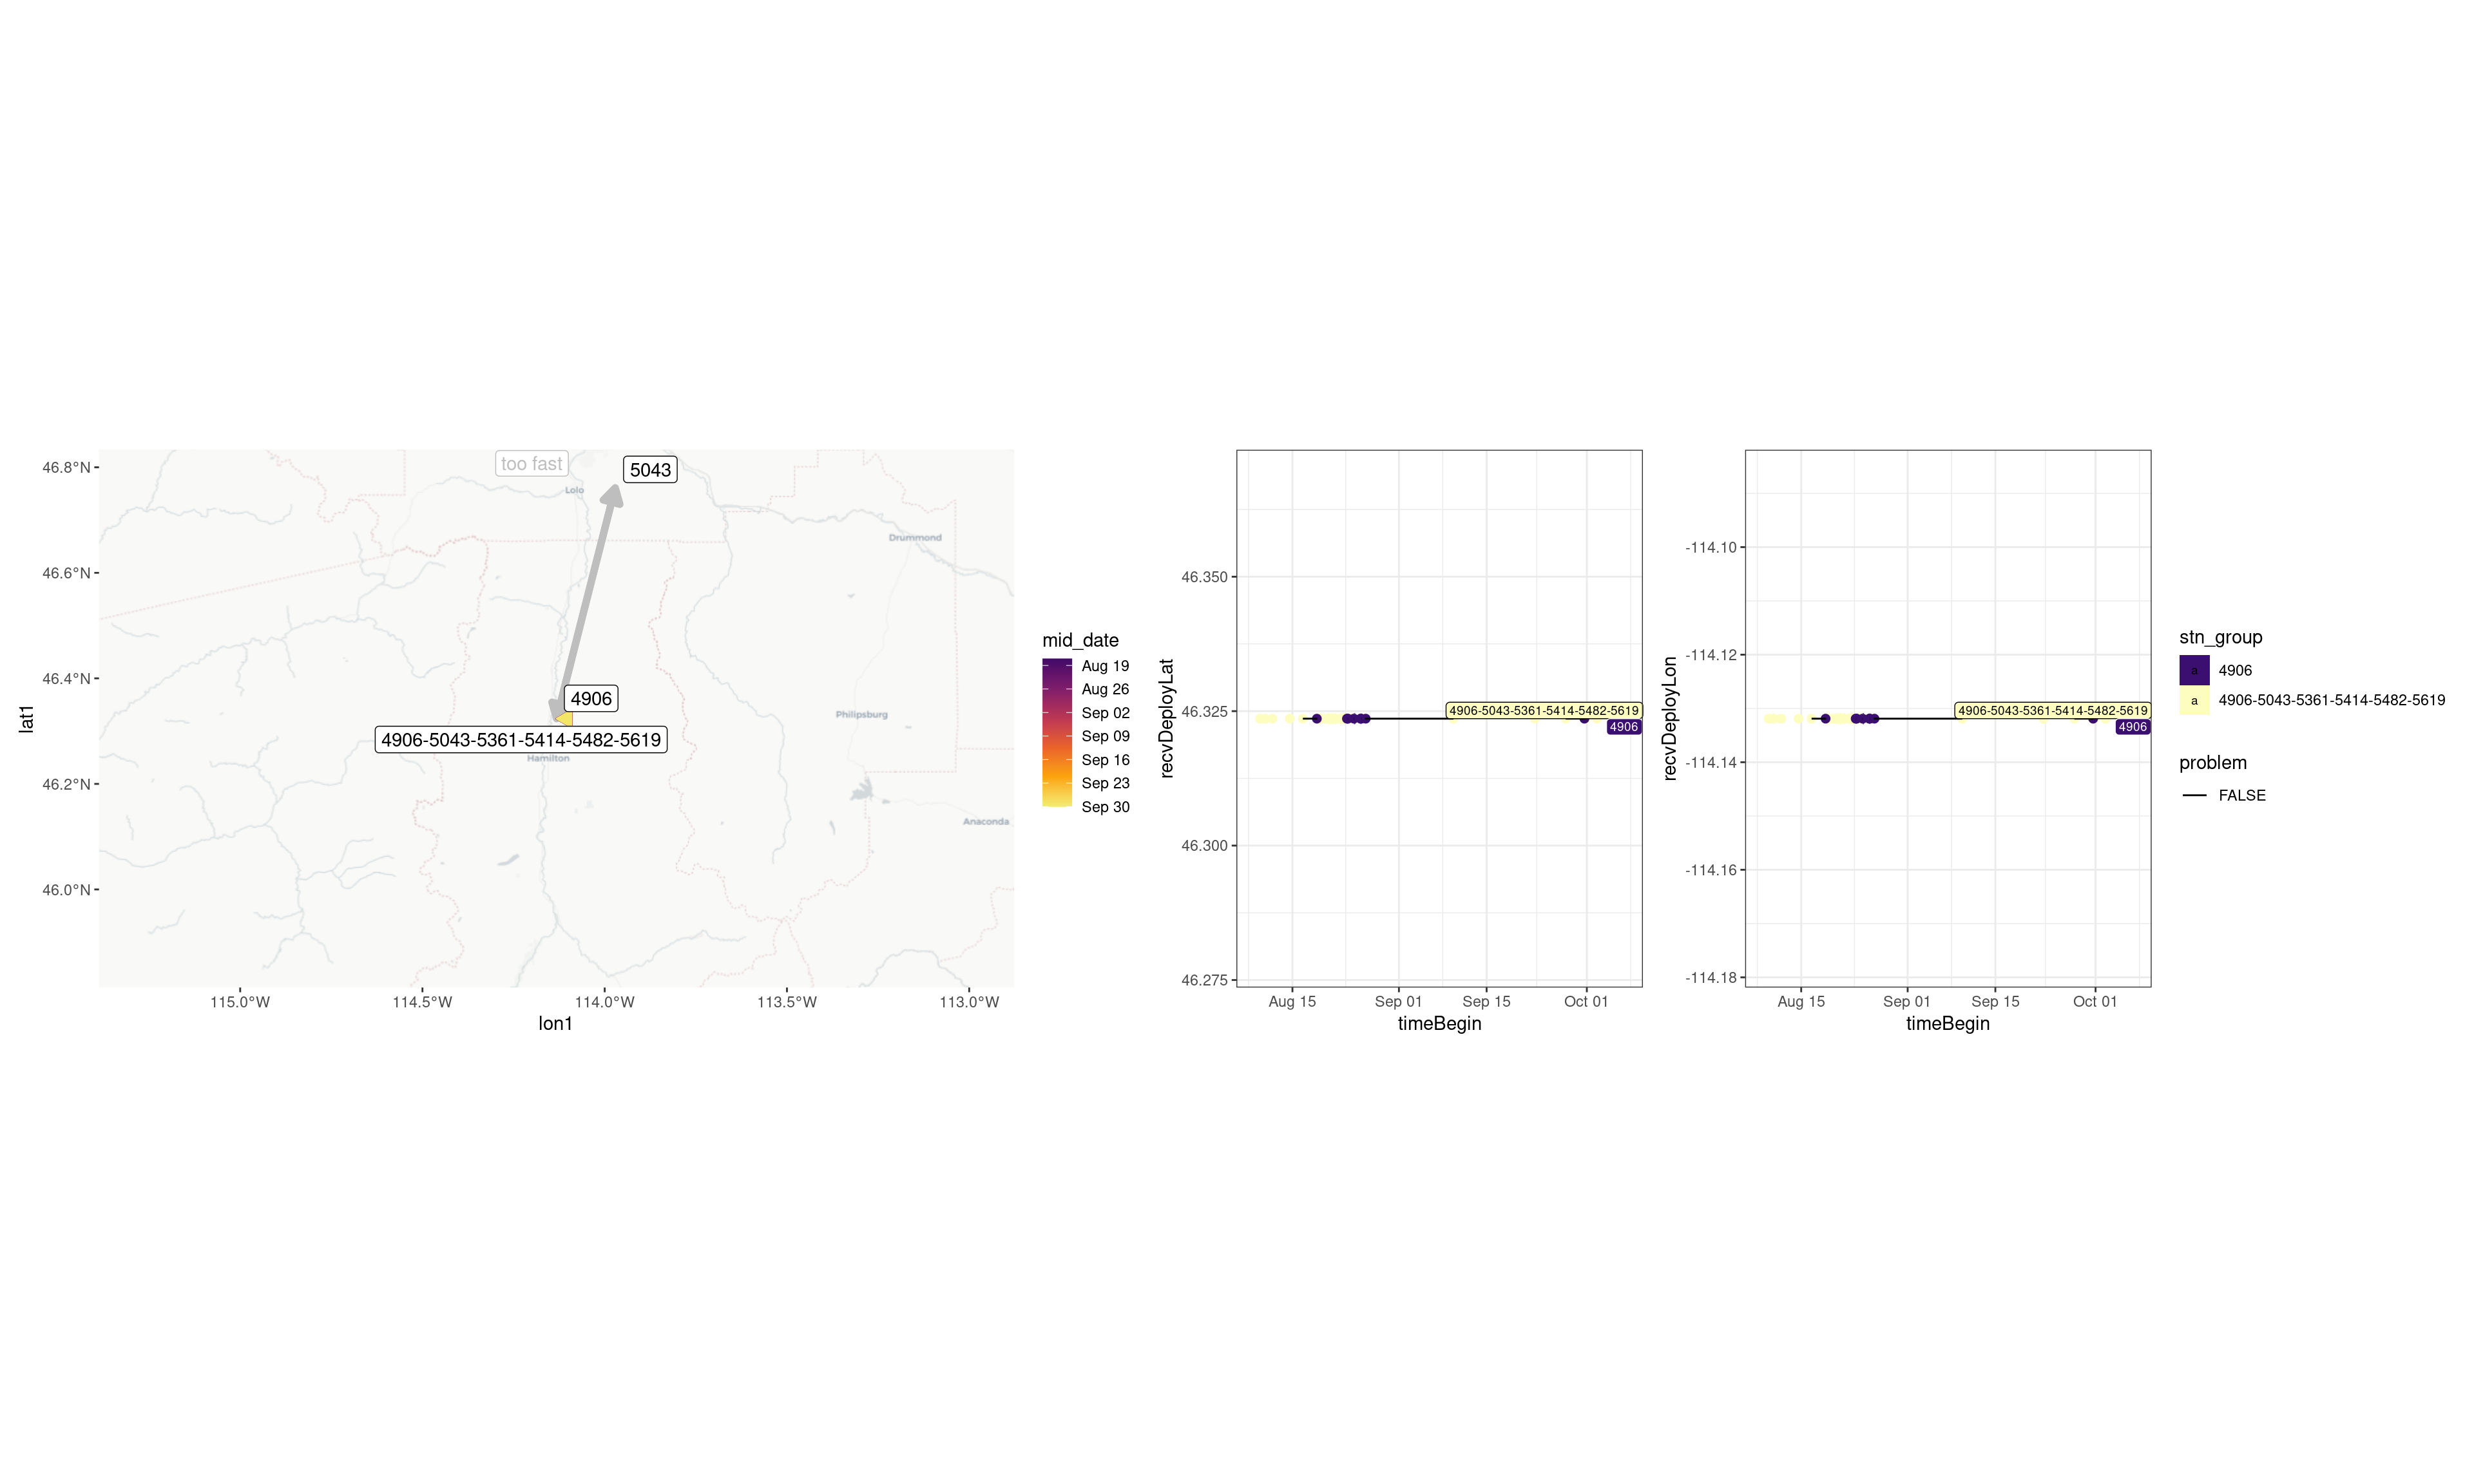 too fast
5043
Lolo
Drummond
4906
Philipsburg
4906-5043-5361-5414-5482-5619
Hamilton
Anaconda
46.8°N
46.6°N
46.4°N
46.2°N
46.0°N
lat1
115.0°W
114.5°W
114.0°W
113.5°W
113.0°W
lon1
mid_date
Aug 19
Aug 26
Sep 02
Sep 09
Sep 16
Sep 23
Sep 30
recvDeployLat
46.350
46.325
46.300
46.275
4906-5043-5361-5414-5482-5619
4906
Aug 15
Sep 01
Sep 15
Oct 01
timeBegin
recvDeployLon
-114.10
-114.12
-114.14
-114.16
-114.18
4906-5043-5361-5414-5482-5619
4906
Aug 15
Sep 01
Sep 15
Oct 01
timeBegin
stn_group
a 4906
a 4906-5043-5361-5414-5482-5619
problem
FALSE